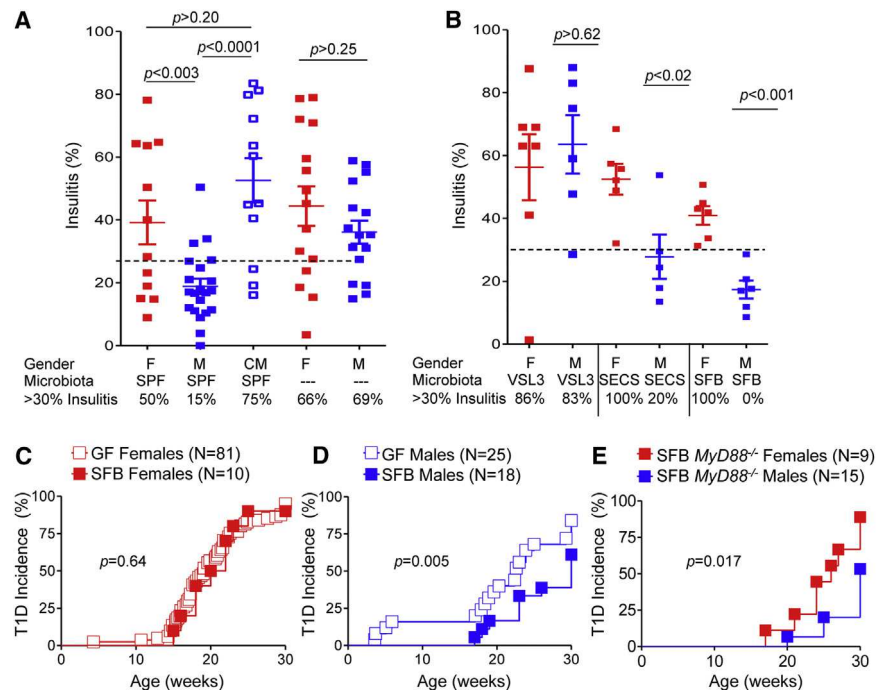 A
p>0.20
p<0.003
p<0.0001
p>0.25
Insulitis (%)
100
80
60
40
20
0
Gender F M CM F M
Microbiota SPF SPF SPF --- ---
>30% Insulitis 50% 15% 75% 66% 69%
B
p>0.62
p<0.02
p<0.001
Insulitis (%)
100
80
60
40
20
0
Gender F M F M F M
Microbiota VSL3 VSL3 SECS SECS SFB SFB
>30% Insulitis 86% 83% 100% 20% 100% 0%
C
GF Females (N=81)
SFB Females (N=10)
T1D Incidence (%)
100
75
50
25
0
p=0.64
0 10 20 30
Age (weeks)
D
GF Males (N=25)
SFB Males (N=18)
T1D Incidence (%)
100
75
50
25
0
p=0.005
0 10 20 30
Age (weeks)
E
SFB MyD88-/- Females (N=9)
SFB MyD88-/- Males (N=15)
T1D Incidence (%)
100
75
50
25
0
p=0.017
0 10 20 30
Age (weeks)